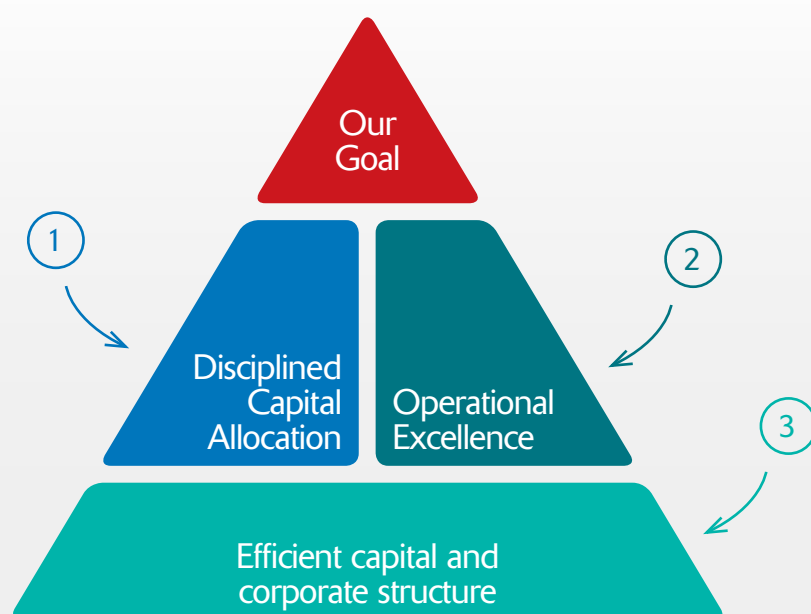 Our
Goal
1
2
Disciplined
Capital
Allocation
Operational
Excellence
3
Efficient capital and
corporate structure